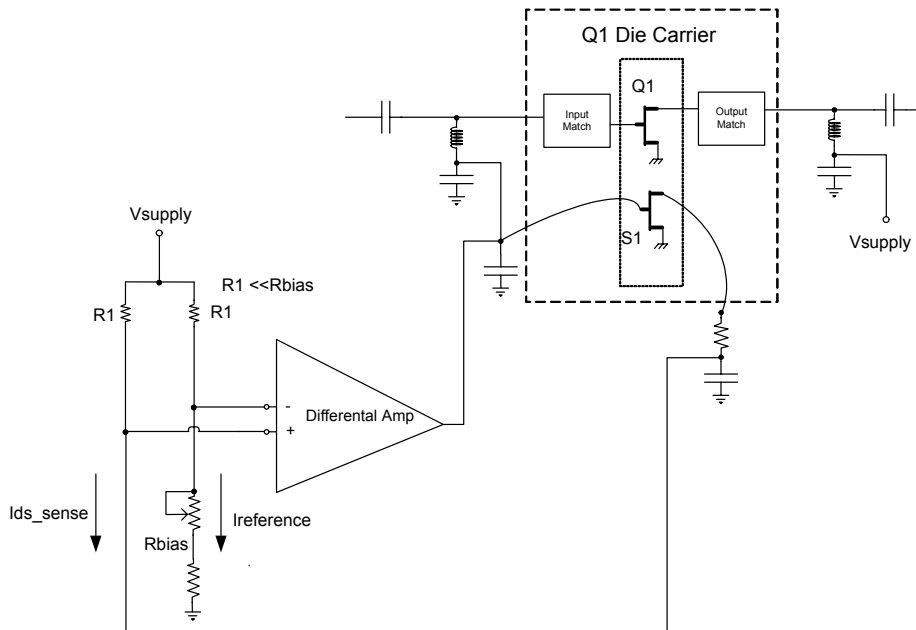 Q1 Die Carrier
Q1
Input
Match
Output
Match
S1
Vsupply
Vsupply
R1 <<Rbias
R1
R1
-
Differental Amp
+
Ids_sense
Ireference
Rbias